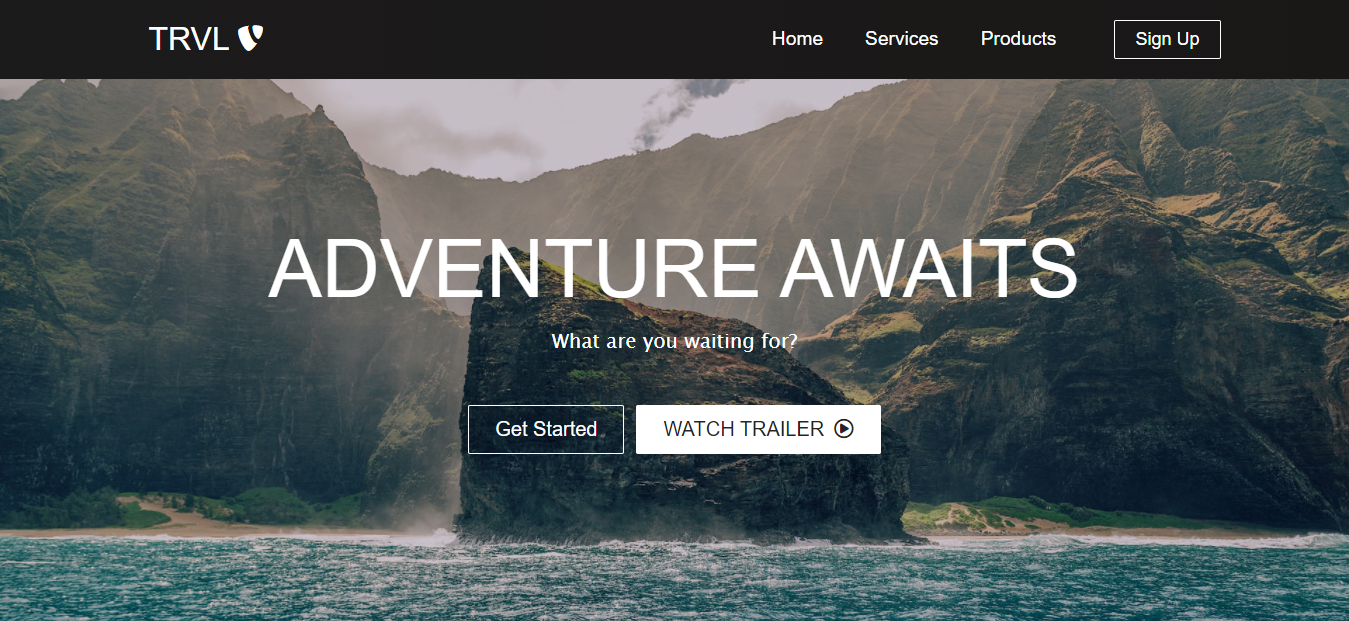 TRVL
Home Services Products Sign Up
ADVENTURE AWAITS
What are you waiting for?
Get Started WATCH TRAILER